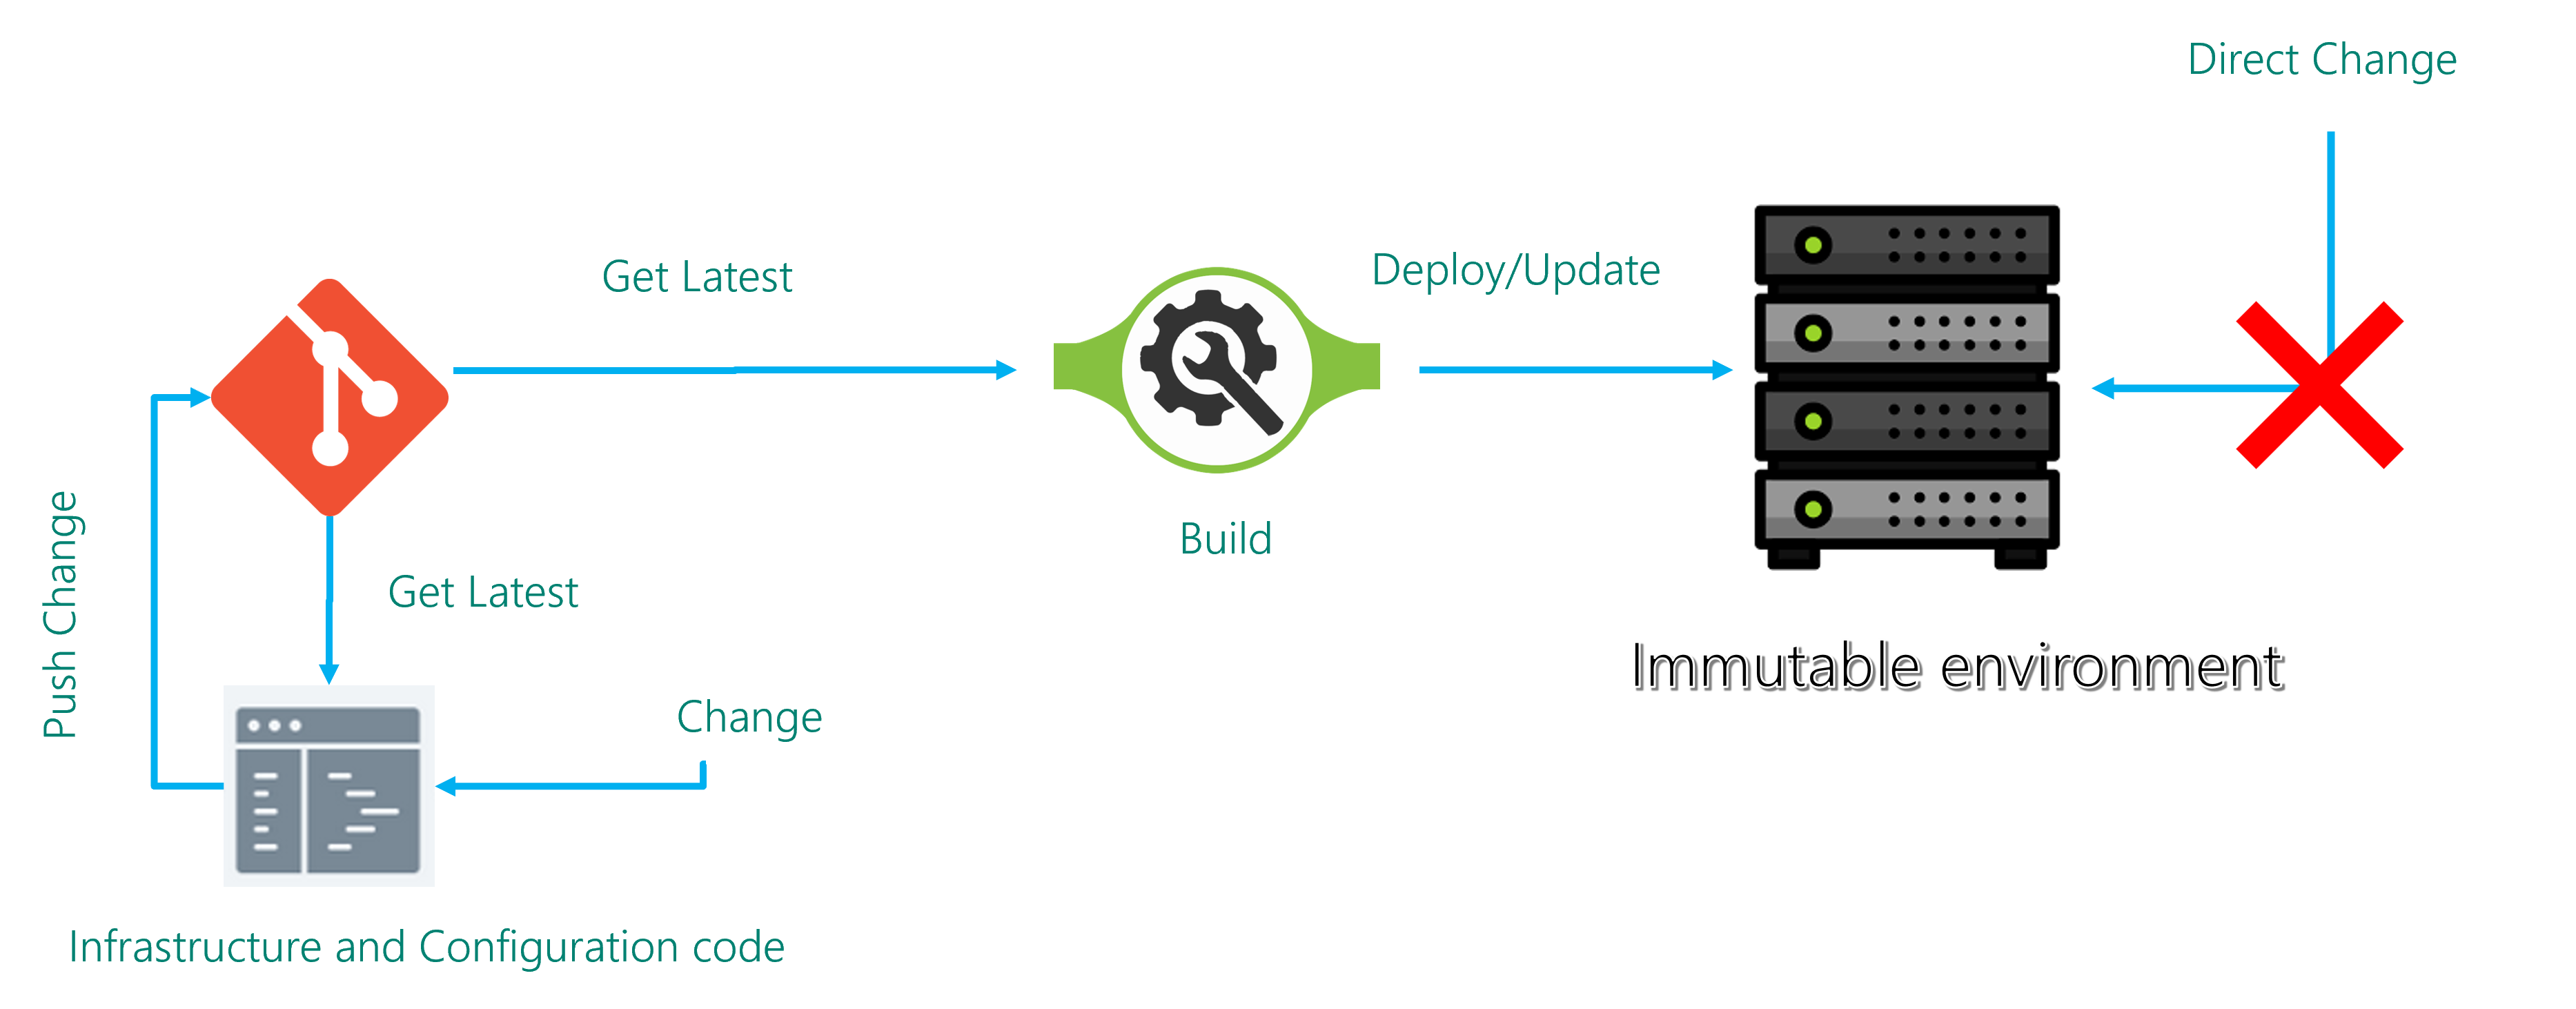 Direct Change
Get Latest
Deploy/Update
Push Change
Build
Get Latest
Immutable environment
Change
Infrastructure and Configuration code